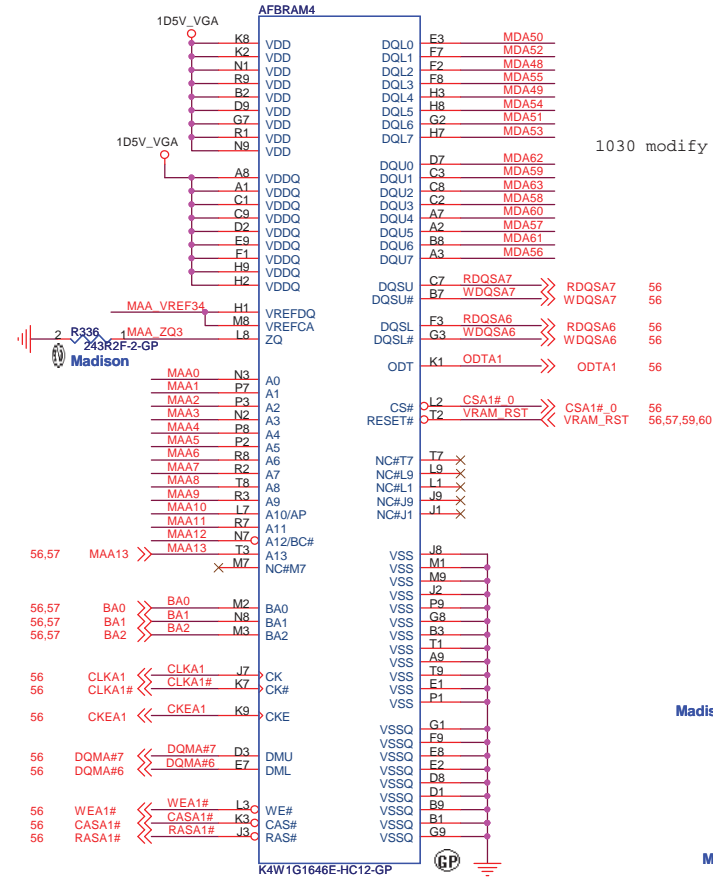 AFBRAM4
1D5V_VGA
K8 VDD
K2 VDD
N1 VDD
R9 VDD
B2 VDD
D9 VDD
G7 VDD
R1 VDD
N9 VDD
1D5V_VGA
A8 VDDQ
A1 VDDQ
C1 VDDQ
C9 VDDQ
D2 VDDQ
E9 VDDQ
F1 VDDQ
H9 VDDQ
H2 VDDQ
MAA_VREF34 H1 VREFDQ
M8 VREFCA
2 R336 1 MAA_ZQ3 L8 ZQ
243R2F-2-GP
Madison
MAA0 N3 A0
MAA1 P7 A1
MAA2 P3 A2
MAA3 N2 A3
MAA4 P8 A4
MAA5 P2 A5
MAA6 R8 A6
MAA7 R2 A7
MAA8 T8 A8
MAA9 R3 A9
MAA10 L7 A10/AP
MAA11 R7 A11
MAA12 N7 A12/BC#
56,57 MAA13 MAA13 T3 A13
M7 NC#M7
56,57 BA0 BA0 M2 BA0
56,57 BA1 BA1 N8 BA1
56,57 BA2 BA2 M3 BA2
56 CLKA1 CLKA1 J7 CK
56 CLKA1# CLKA1# K7 CK#
56 CKEA1 CKEA1 K9 CKE
56 DQMA#7 DQMA#7 D3 DMU
56 DQMA#6 DQMA#6 E7 DML
56 WEA1# WEA1# L3 WE#
56 CASA1# CASA1# K3 CAS#
56 RASA1# RASA1# J3 RAS#
DQL0 E3 MDA50
DQL1 F7 MDA52
DQL2 F2 MDA48
DQL3 F8 MDA55
DQL4 H3 MDA49
DQL5 H8 MDA54
DQL6 G2 MDA51
DQL7 H7 MDA53
1030 modify
DQU0 D7 MDA62
DQU1 C3 MDA59
DQU2 C8 MDA63
DQU3 C2 MDA58
DQU4 A7 MDA60
DQU5 A2 MDA57
DQU6 B8 MDA61
DQU7 A3 MDA56
DQSU C7 RDQSA7 RDQSA7 56
DQSU# B7 WDQSA7 WDQSA7 56
DQSL F3 RDQSA6 RDQSA6 56
DQSL# G3 WDQSA6 WDQSA6 56
ODT K1 ODTA1 ODTA1 56
CS# L2 CSA1#_0 CSA1#_0 56
RESET# T2 VRAM_RST VRAM_RST 56,57,59,60
NC#T7 T7
NC#L9 L9
NC#L1 L1
NC#J9 J9
NC#J1 J1
VSS J8
VSS M1
VSS M9
VSS J2
VSS P9
VSS G8
VSS B3
VSS T1
VSS A9
VSS T9
VSS E1
VSS P1
Madis
VSSQ G1
VSSQ F9
VSSQ E8
VSSQ E2
VSSQ D8
VSSQ D1
VSSQ B9
VSSQ B1
VSSQ G9
GP
M
K4W1G1646E-HC12-GP